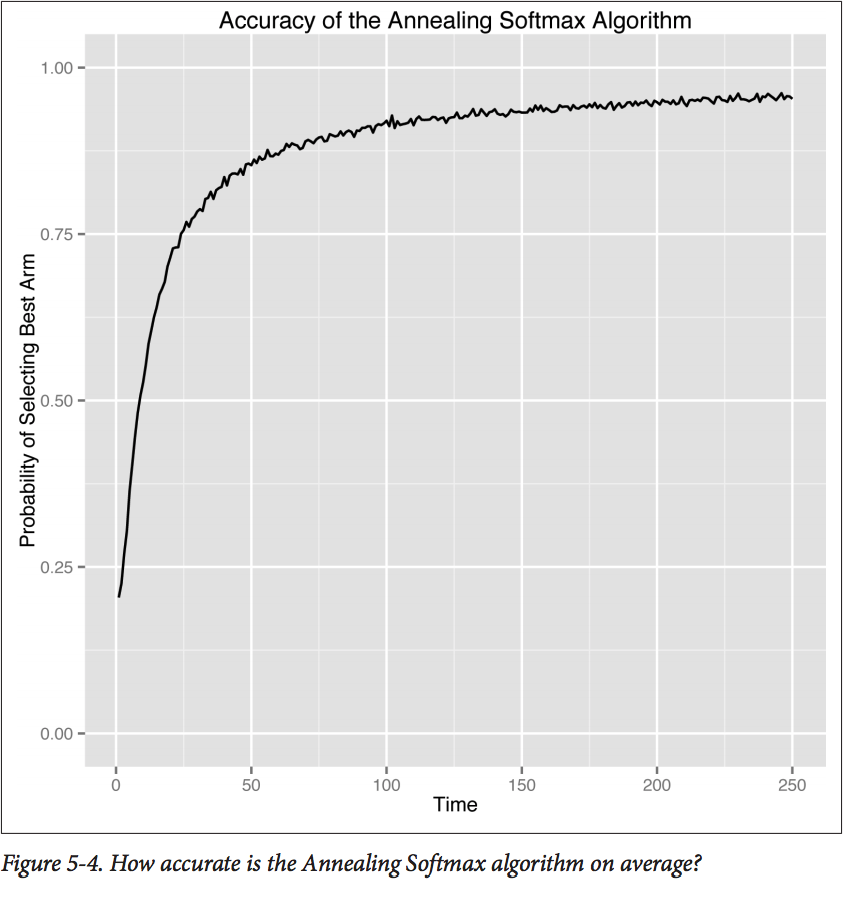 Accuracy of the Annealing Softmax Algorithm
1.00
0.75
0.50
0.25
0.00
Probability of Selecting Best Arm
0 50 100 150 200 250
Time
Figure 5-4. How accurate is the Annealing Softmax algorithm on average?